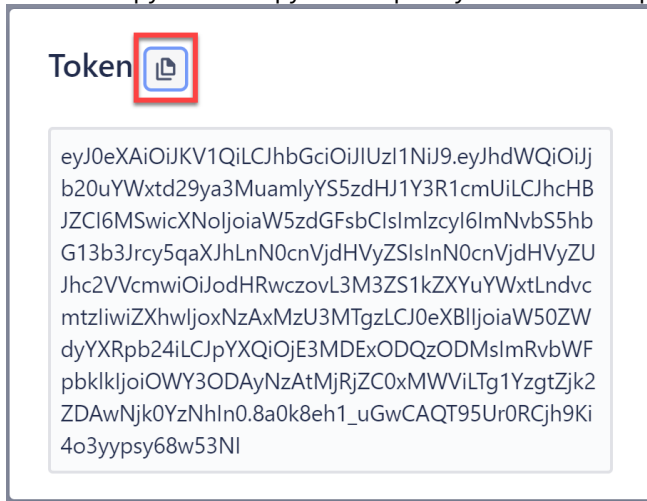 Token
eyJ0eXAiOiJKV1QiLCJhbGciOiJIUzI1NiJ9.eyJhdWQiOiJj
b20uYWxtd29ya3MuamlyYS5zdHJ1Y3R1cmUiLCJhcHB
JZCI6MSwicXNoIjoiaW5zdGFsbCIsImlzcyI6ImNvbS5hb
G13b3Jrcy5qaXJhLnN0cnVjdHVyZSIsInN0cnVjdHVyZU
Jhc2VVcmwiOiJodHRwczovL3M3ZS1kZXYuYWxtLndvc
mtzIiwiZXhwIjoxNzAxMzU3MTgzLCJ0eXBlIjoiaW50ZW
dyYXRpb24iLCJpYXQiOjE3MDExODQzODMsImRvbWF
pbklkIjoiOWY3ODAyNzAtMjRjZC0xMWViLTg1YzgtZjk2
ZDAwNjk0YzNhIn0.8a0k8eh1_uGwCAQT95Ur0RCjh9Ki
4o3yypsy68w53NI